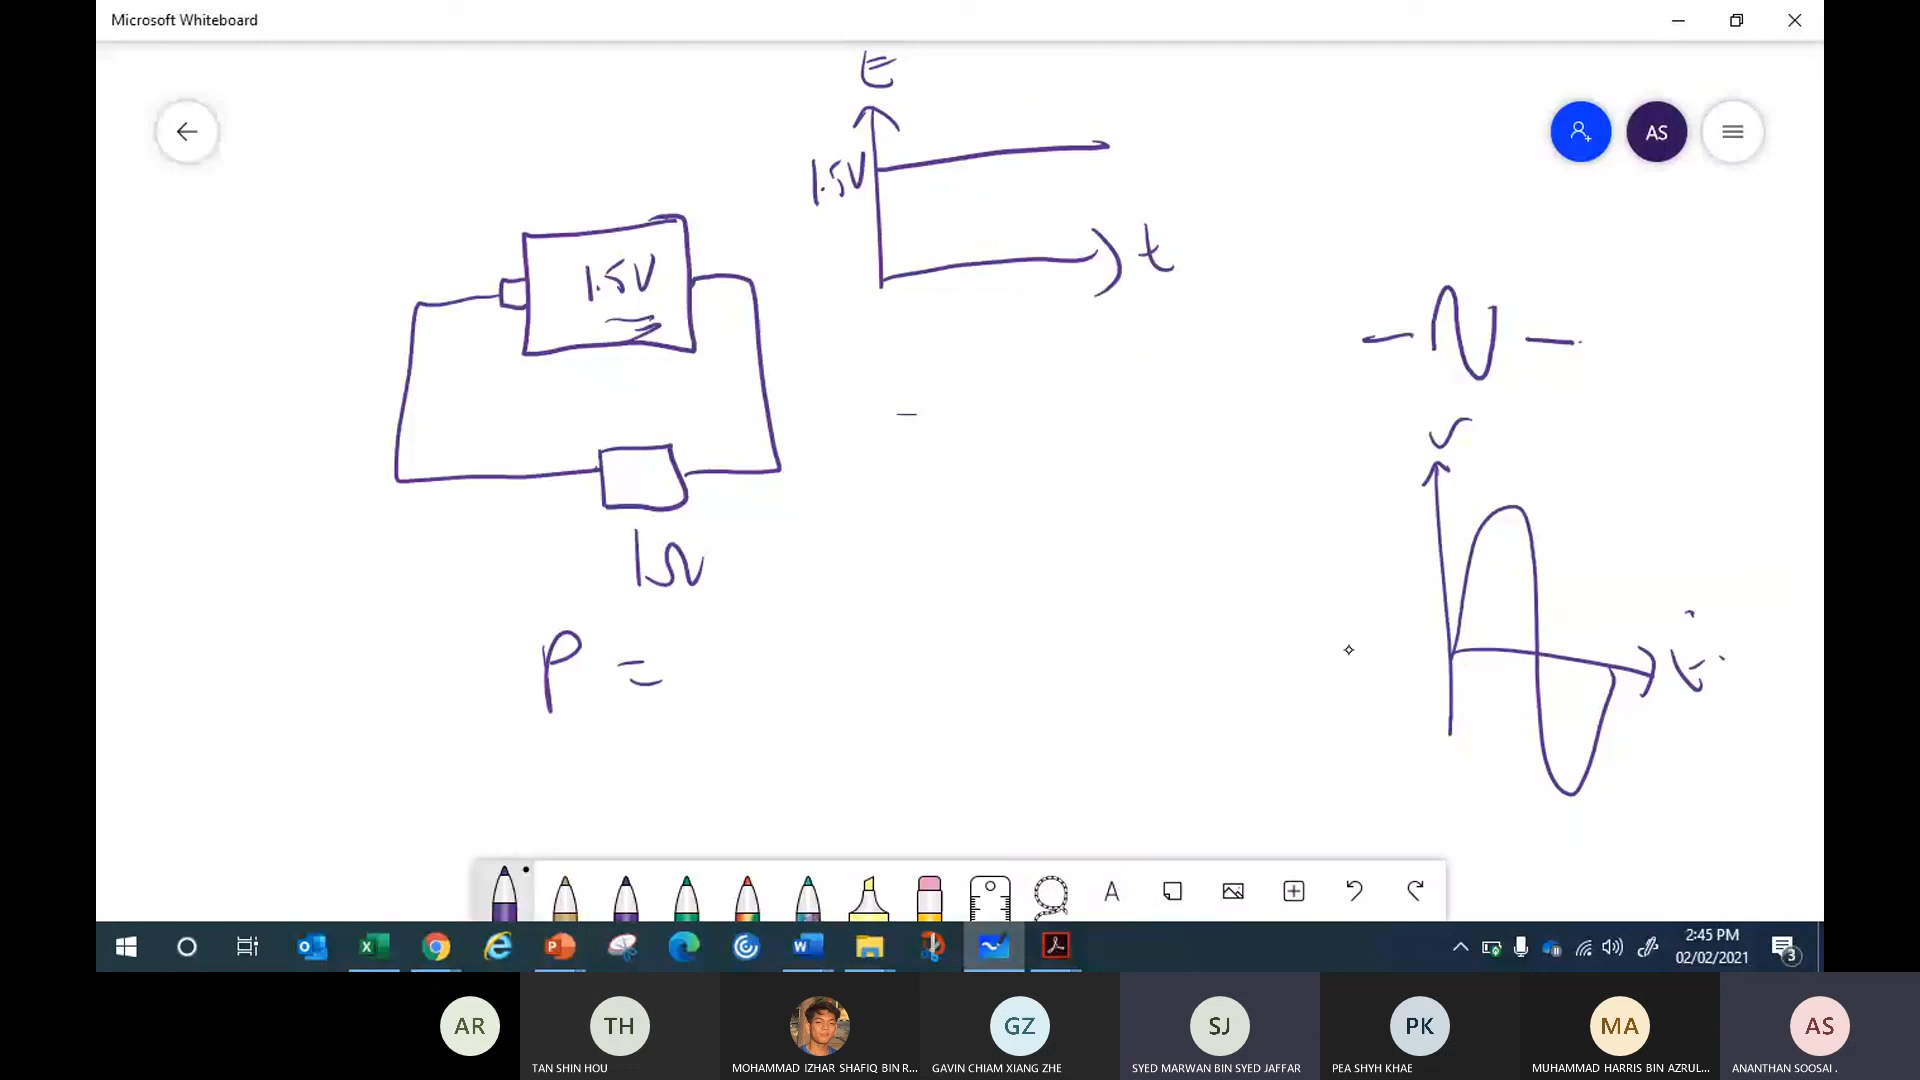 Microsoft Whiteboard
E
1.5V
t
AS
1.5V
1Ω
P =
v
t
A
2:45 PM
02/02/2021
3
AR
TH
TAN SHIN HOU
MOHAMMAD IZHAR SHAFIQ BIN R...
GZ
GAVIN CHIAM XIANG ZHE
SJ
SYED MARWAN BIN SYED JAFFAR
PK
PEA SHYH KHAE
MA
MUHAMMAD HARRIS BIN AZRUL...
AS
ANANTHAN SOOSAI .